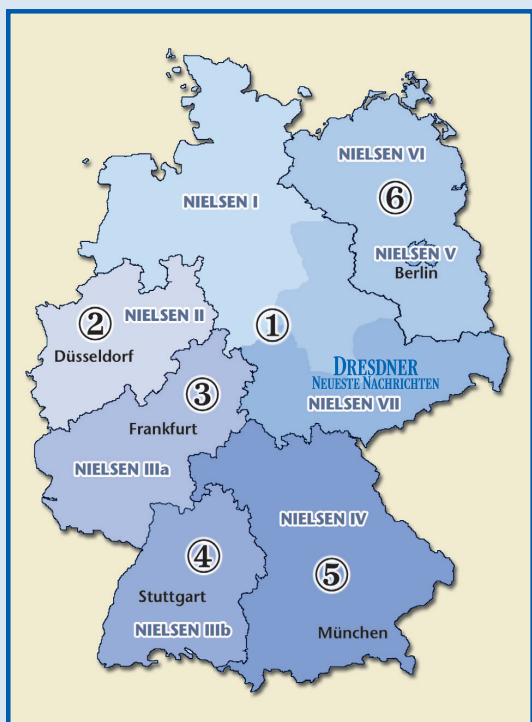 NIELSEN VI
⑥
NIELSEN I
NIELSEN V
Berlin
②
NIELSEN II
①
Düsseldorf
DRESDNER
NEUESTE NACHRICHTEN
③
NIELSEN VII
Frankfurt
NIELSEN IIIa
NIELSEN IV
④
⑤
Stuttgart
NIELSEN IIIb
München